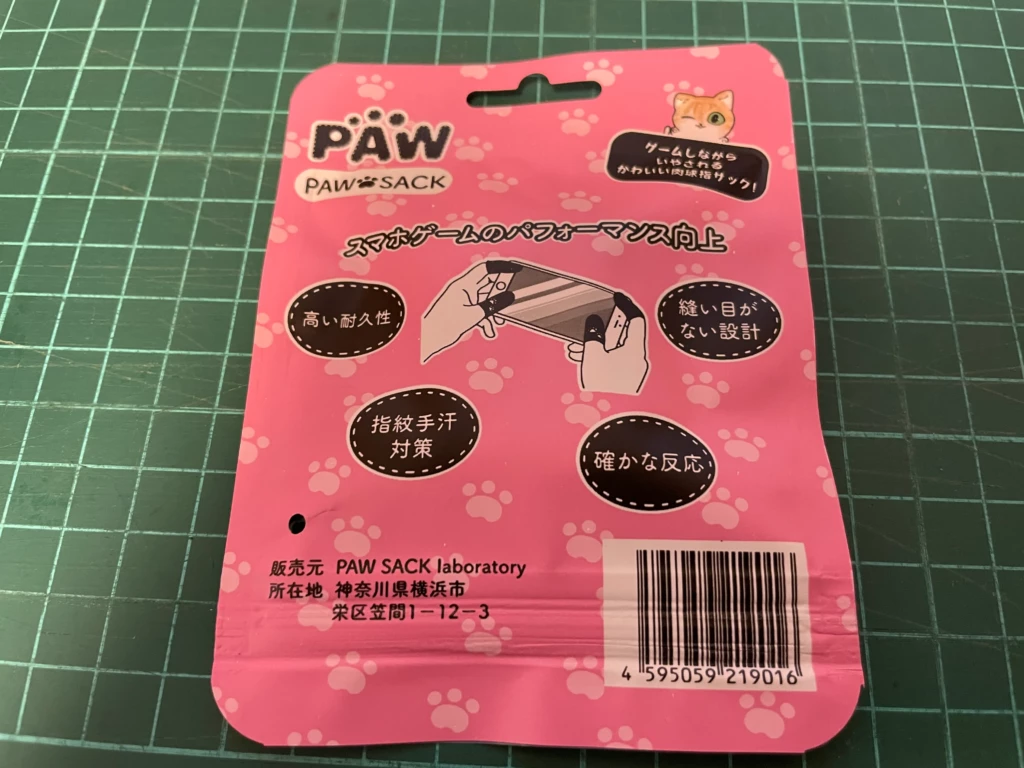 PAW
PAW SACK
ゲームしながら
いやされる
かわいい肉球指サック!
スマホゲームのパフォーマンス向上
高い耐久性
縫い目が
ない設計
指紋手汗
対策
確かな反応
販売元 PAW SACK laboratory
所在地 神奈川県横浜市
栄区笠間1－12－3
4 595059 219016